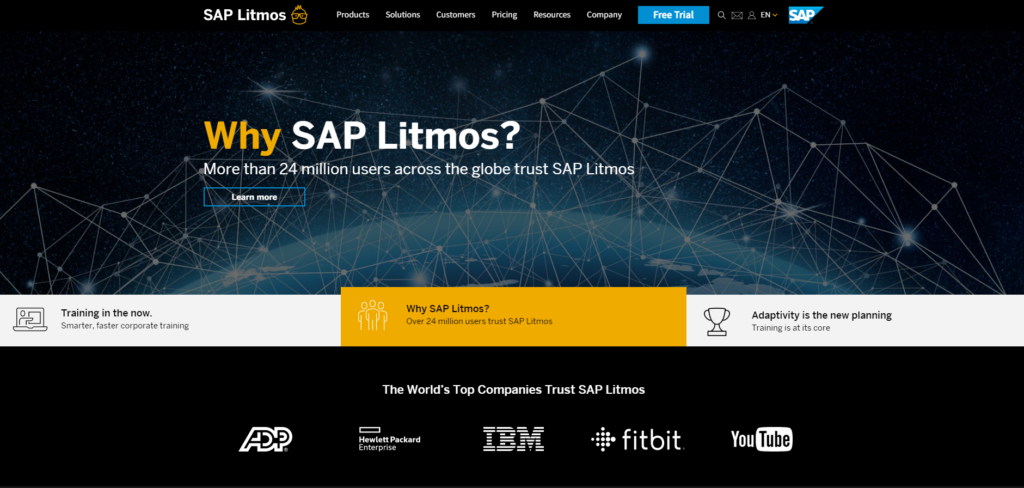 SAP Litmos
Products Solutions Customers Pricing Resources Company Free Trial EN SAP
Why SAP Litmos?
More than 24 million users across the globe trust SAP Litmos
Learn more
Training in the now.
Smarter, faster corporate training
Why SAP Litmos?
Over 24 million users trust SAP Litmos
Adaptivity is the new planning
Training is at its core
The World's Top Companies Trust SAP Litmos
ADP
Hewlett Packard
Enterprise
IBM
fitbit
YouTube